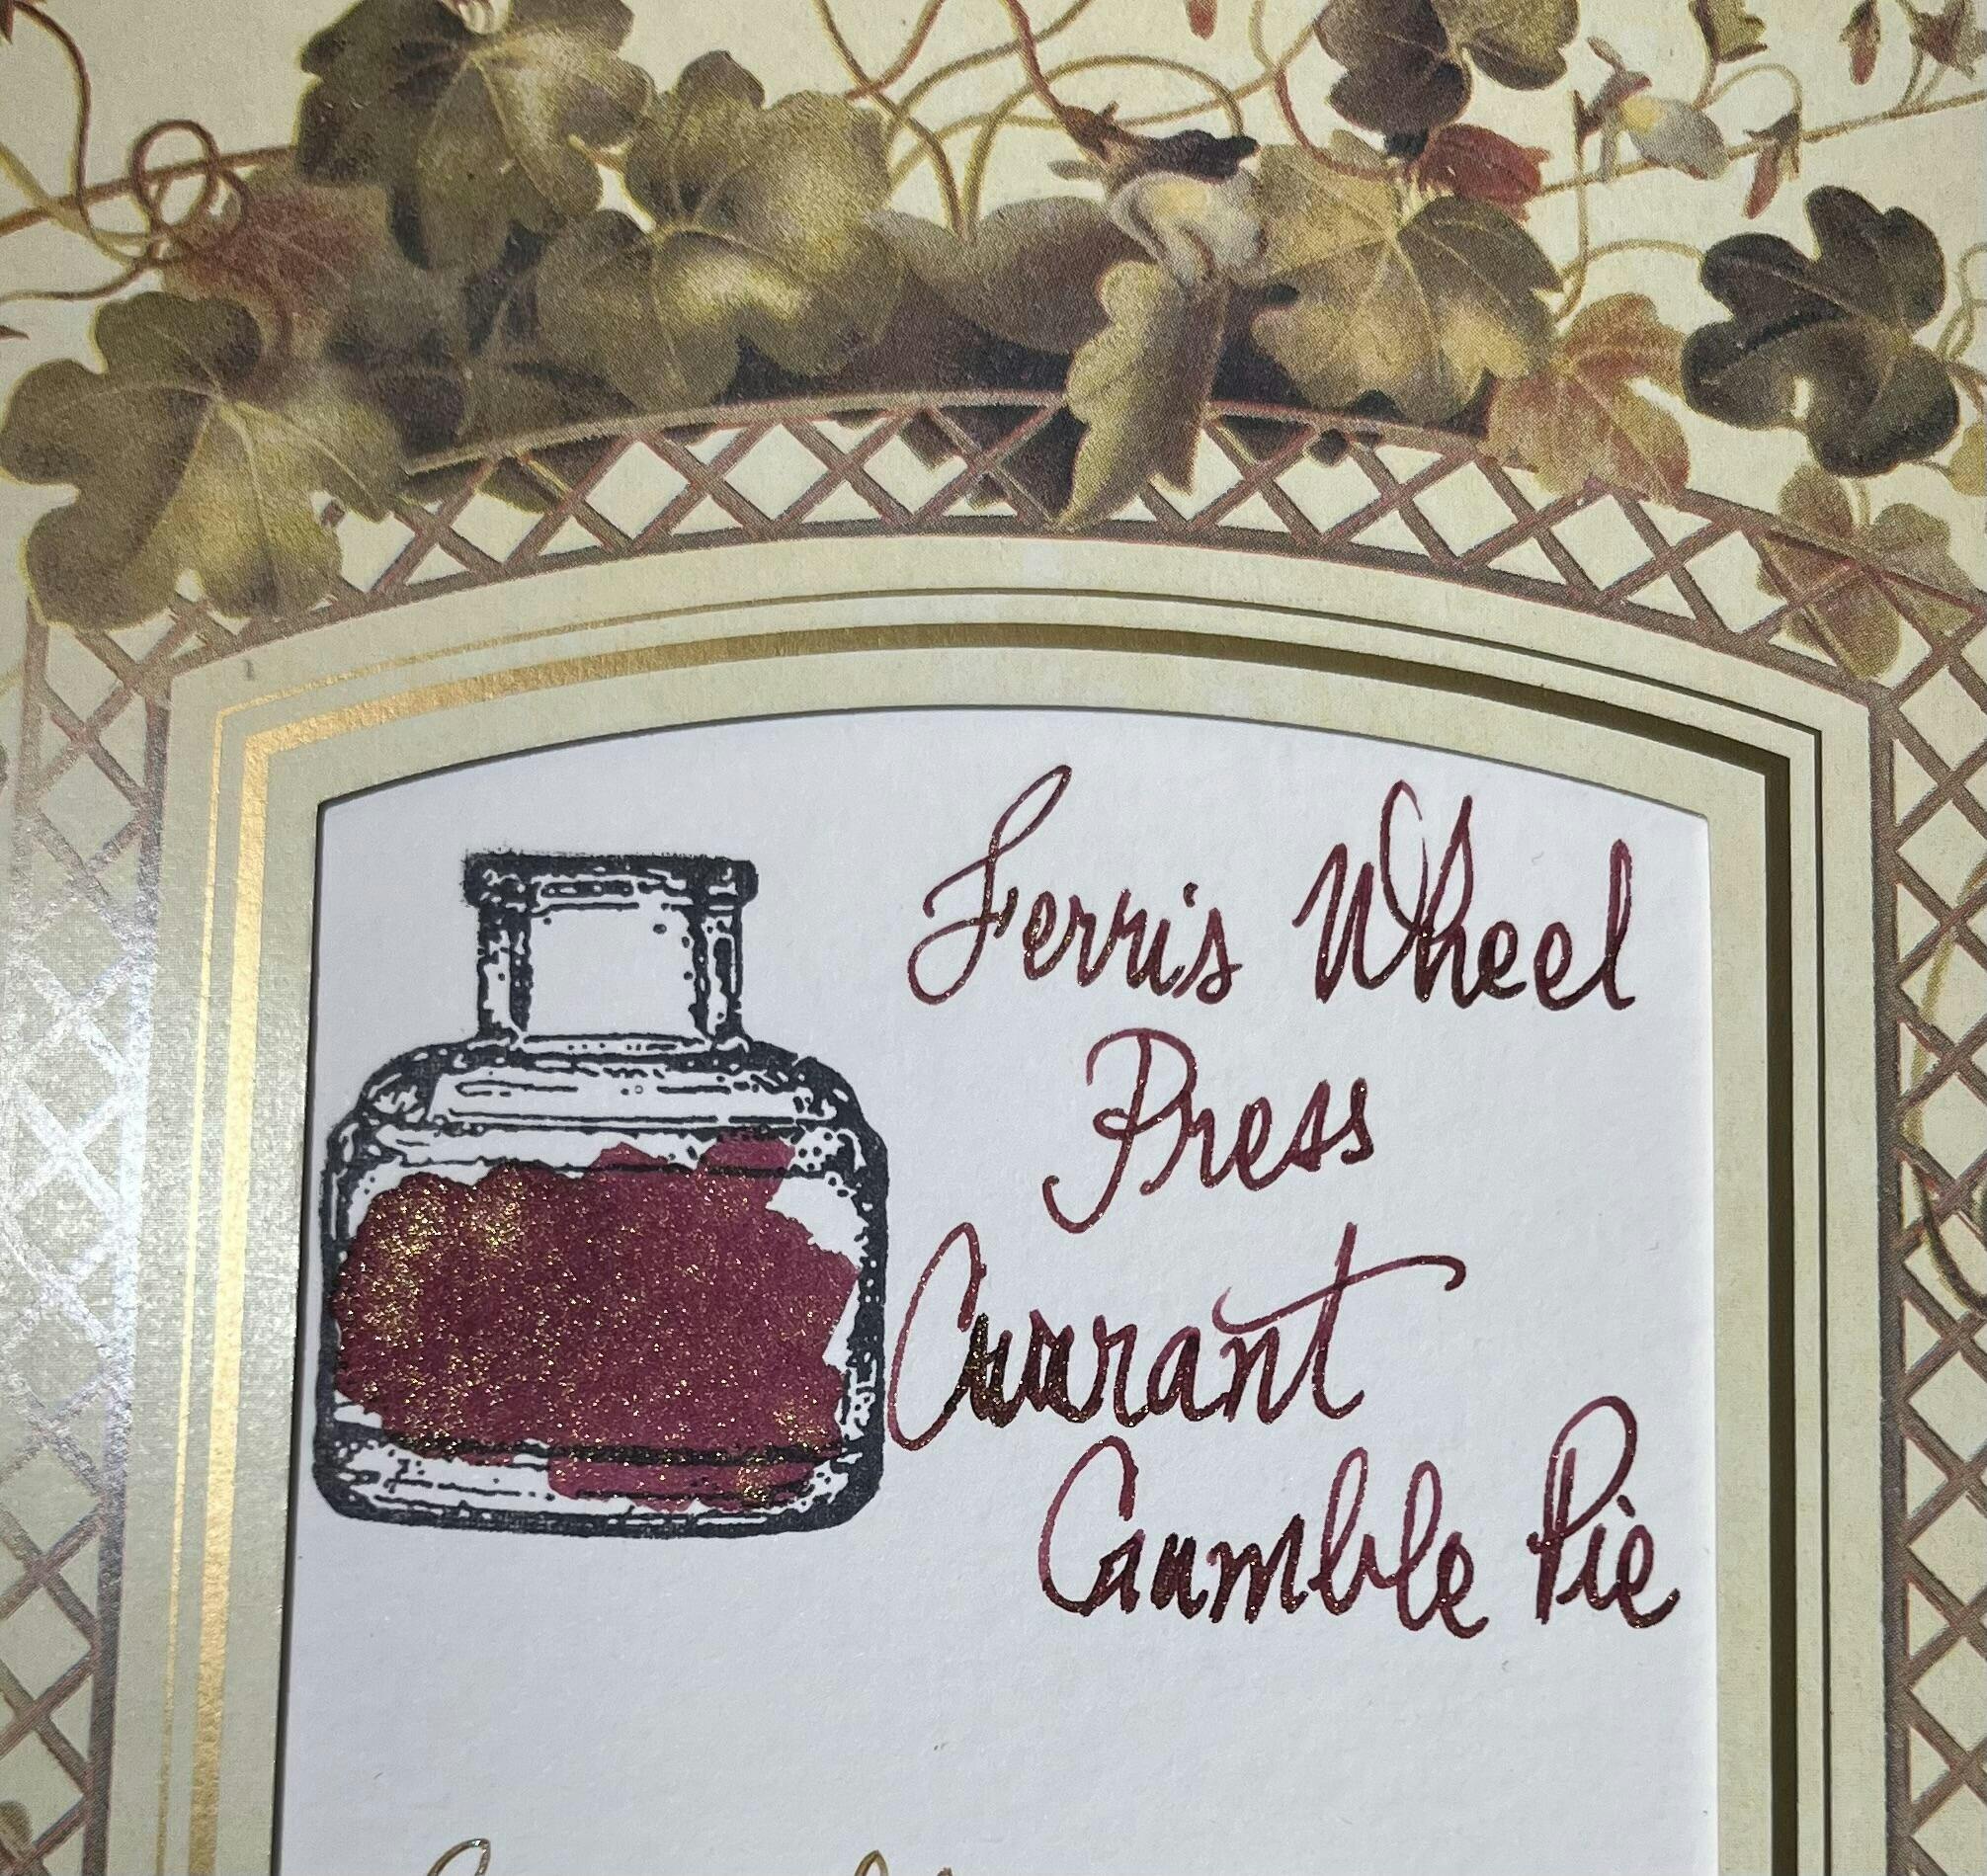 Ferris Wheel
Press
Currant
Crumble Pie